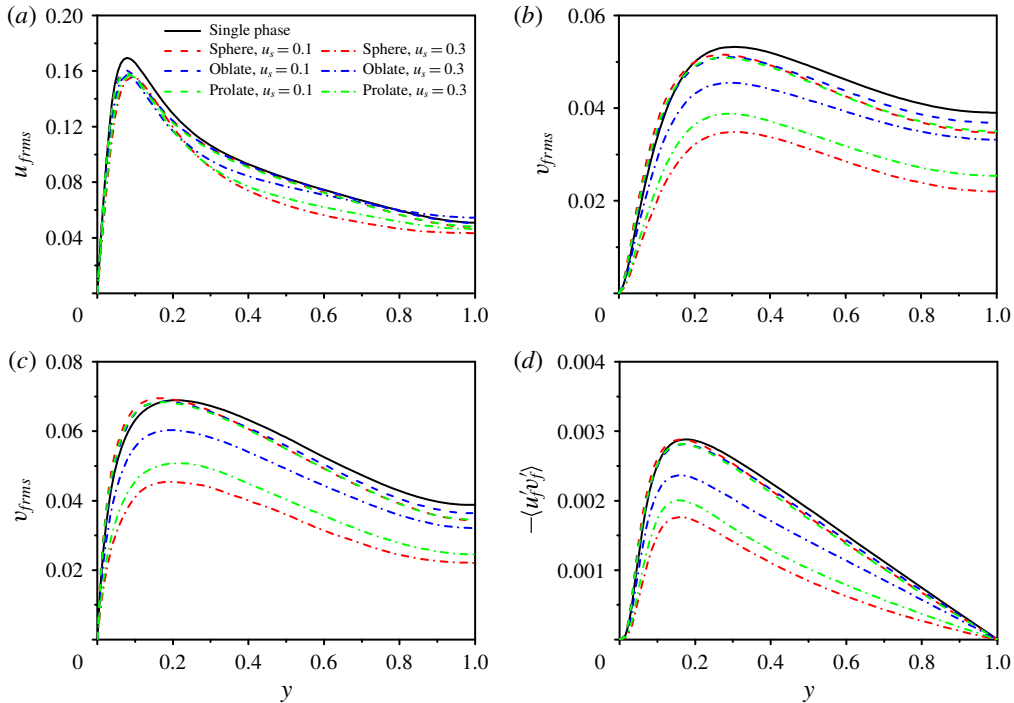 (a)
0.20
0.16
0.12
0.08
0.04
0
u_frms
Single phase
Sphere, u_s = 0.1
Sphere, u_s = 0.3
Oblate, u_s = 0.1
Oblate, u_s = 0.3
Prolate, u_s = 0.1
Prolate, u_s = 0.3
0.2
0.4
0.6
0.8
1.0
(b)
0.06
0.04
0.02
0
v_frms
0.2
0.4
0.6
0.8
1.0
(c)
0.08
0.06
0.04
0.02
0
v_frms
0.2
0.4
0.6
0.8
1.0
y
(d)
0.004
0.003
0.002
0.001
0
−⟨u′_f v′_f⟩
0.2
0.4
0.6
0.8
1.0
y